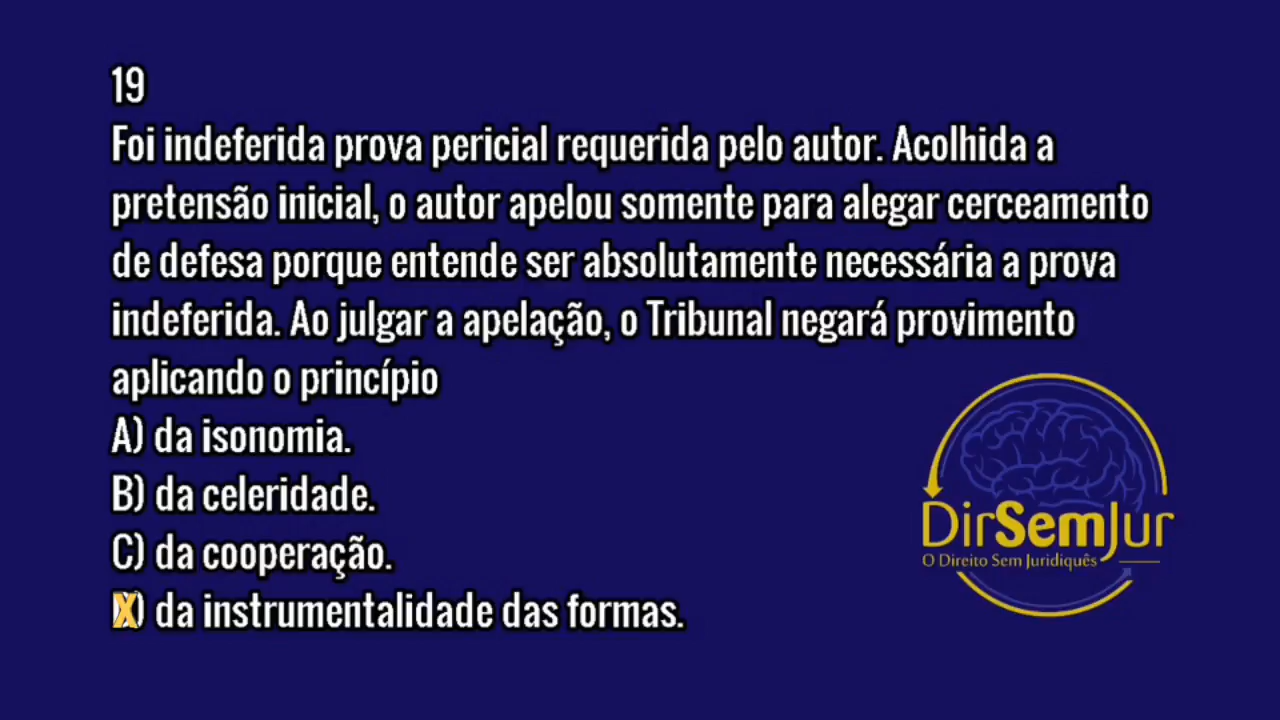 19
Foi indeferida prova pericial requerida pelo autor. Acolhida a
pretensão inicial, o autor apelou somente para alegar cerceamento
de defesa porque entende ser absolutamente necessária a prova
indeferida. Ao julgar a apelação, o Tribunal negará provimento
aplicando o princípio
A) da isonomia.
B) da celeridade.
C) da cooperação.
X) da instrumentalidade das formas.
DirSemJur
O Direito Sem Juridiquês